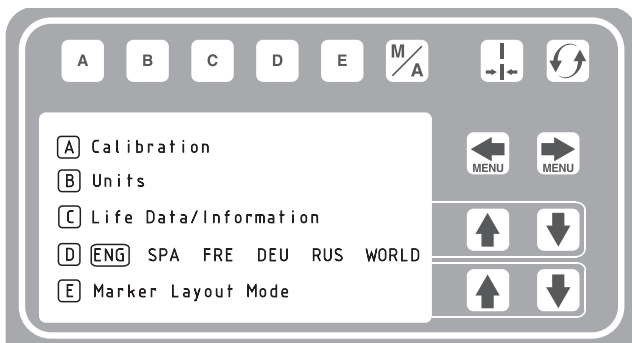 A B C D E M/A
MENU MENU
A Calibration
B Units
C Life Data/Information
D ENG SPA FRE DEU RUS WORLD
E Marker Layout Mode